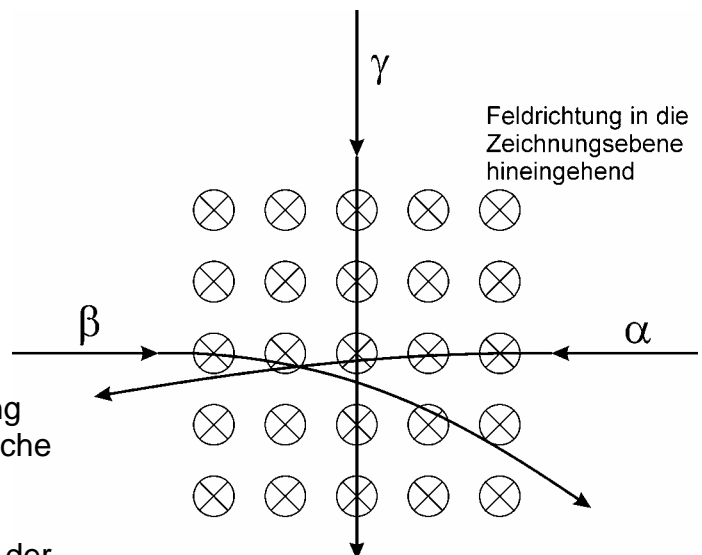 γ
Feldrichtung in die
Zeichnungsebene
hineingehend
β
α